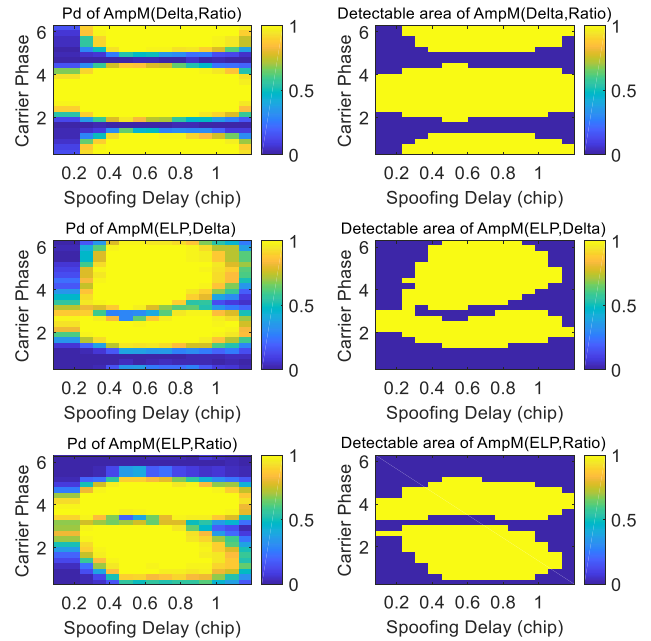 Pd of AmpM(Delta,Ratio)
Detectable area of AmpM(Delta,Ratio)
6
4
2
Carrier Phase
0.2 0.4 0.6 0.8 1
Spoofing Delay (chip)
1
0.5
0
6
4
2
Carrier Phase
0.2 0.4 0.6 0.8 1
Spoofing Delay (chip)
1
0.5
0
Pd of AmpM(ELP,Delta)
Detectable area of AmpM(ELP,Delta)
6
4
2
Carrier Phase
0.2 0.4 0.6 0.8 1
Spoofing Delay (chip)
1
0.5
0
6
4
2
Carrier Phase
0.2 0.4 0.6 0.8 1
Spoofing Delay (chip)
1
0.5
0
Pd of AmpM(ELP,Ratio)
Detectable area of AmpM(ELP,Ratio)
6
4
2
Carrier Phase
0.2 0.4 0.6 0.8 1
Spoofing Delay (chip)
1
0.5
0
6
4
2
Carrier Phase
0.2 0.4 0.6 0.8 1
Spoofing Delay (chip)
1
0.5
0